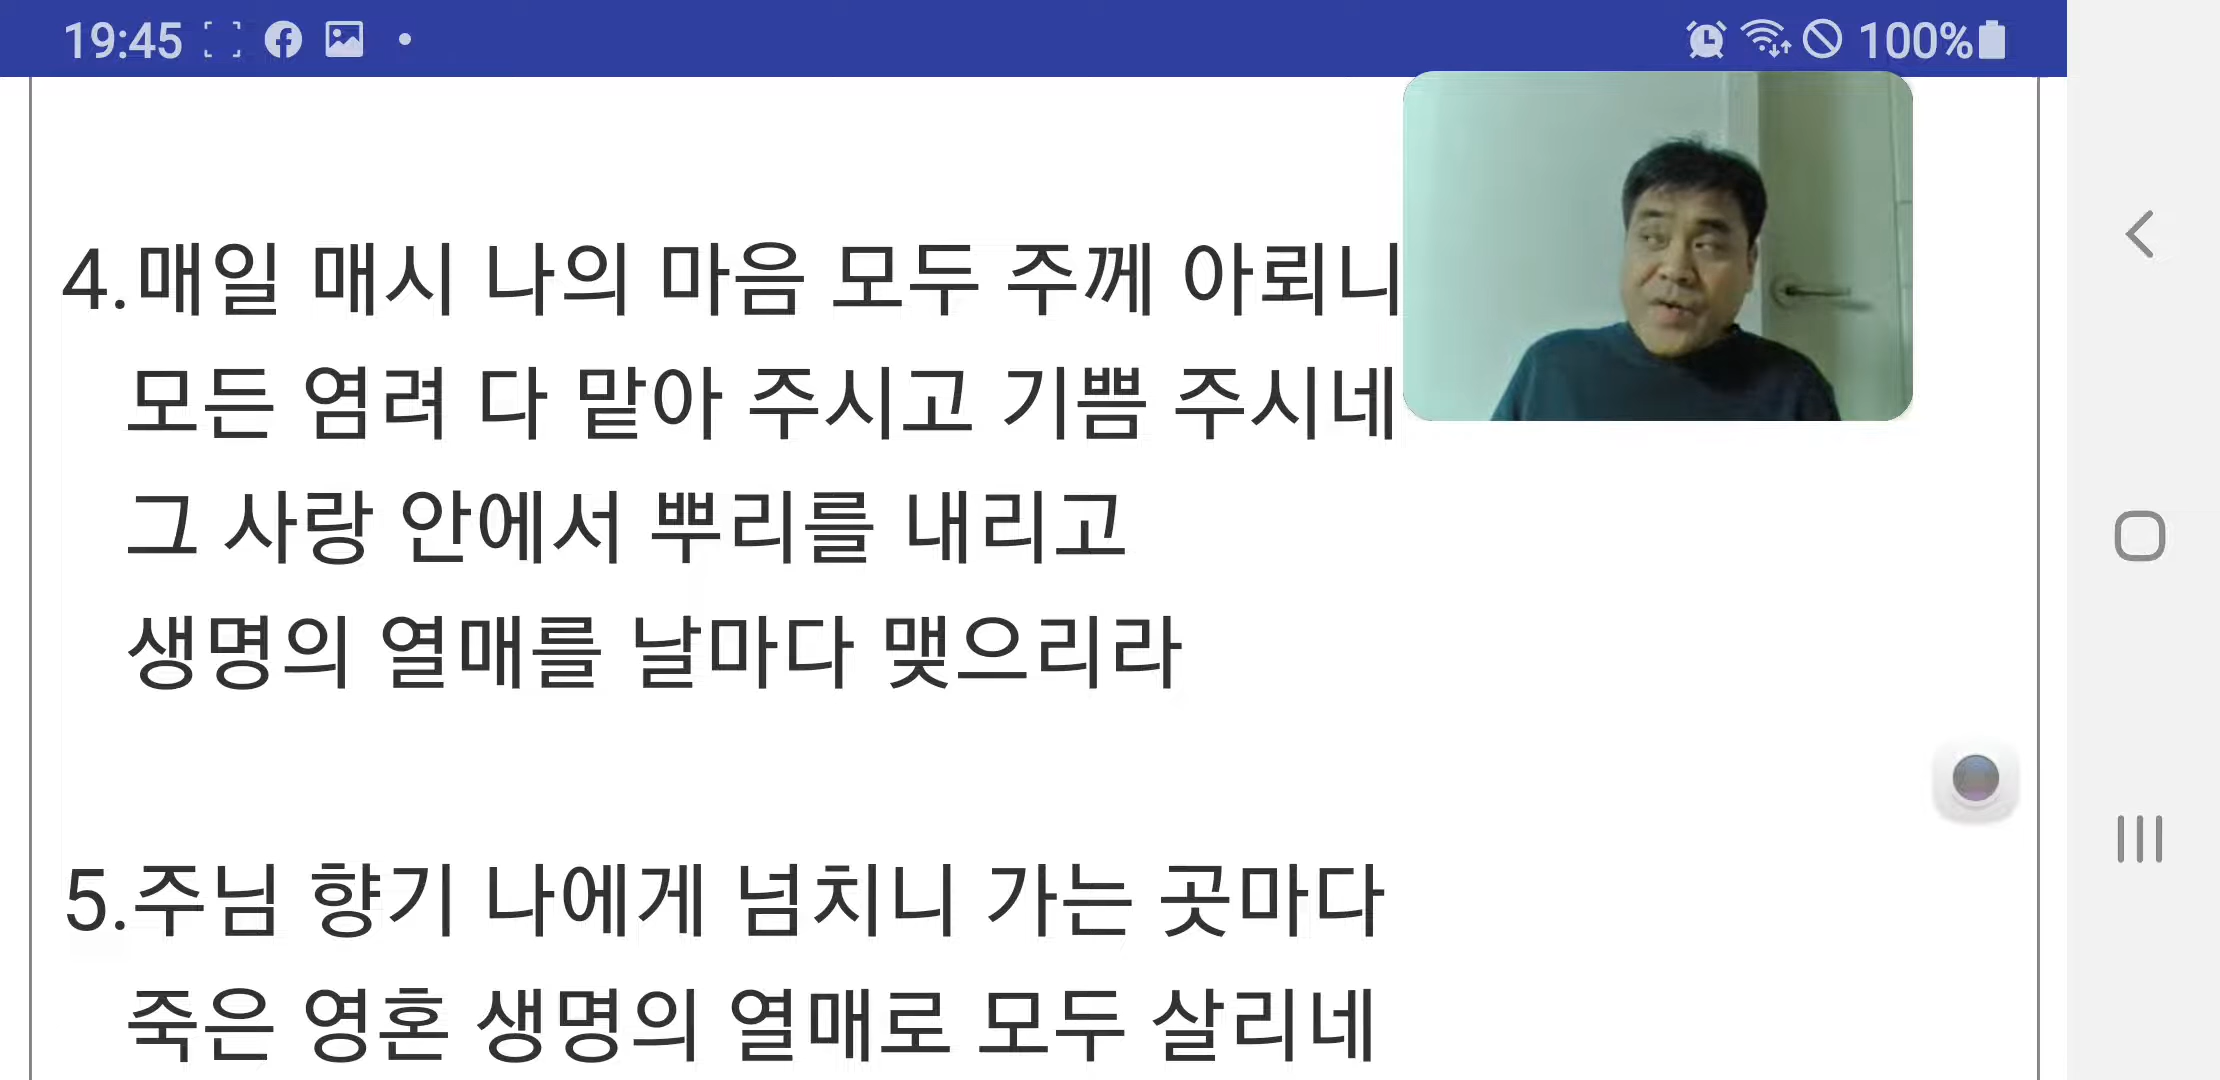 19:45 100%
4.매일 매시 나의 마음 모두 주께 아뢰니
모든 염려 다 맡아 주시고 기쁨 주시네
그 사랑 안에서 뿌리를 내리고
생명의 열매를 날마다 맺으리라
5.주님 향기 나에게 넘치니 가는 곳마다
죽은 영혼 생명의 열매로 모두 살리네